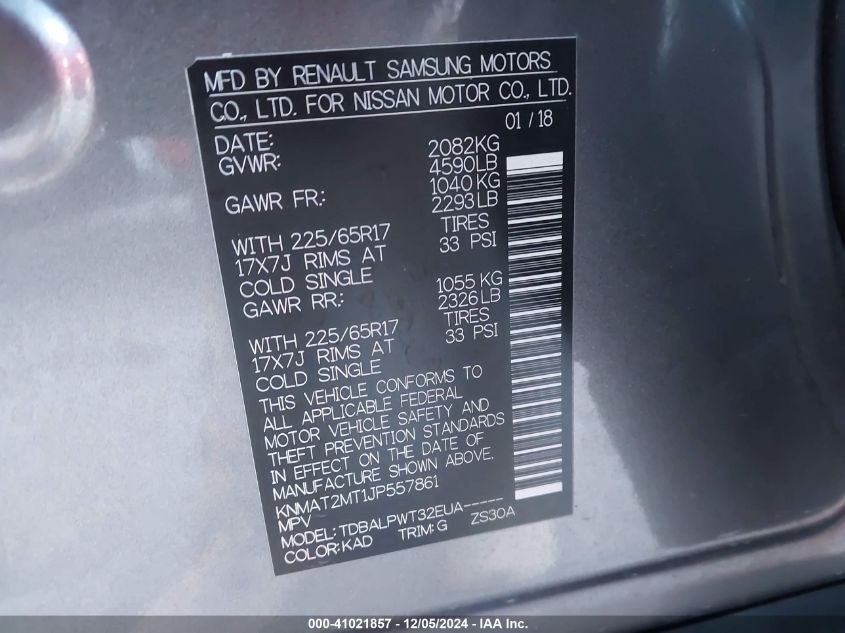 MFD BY RENAULT SAMSUNG MOTORS
CO., LTD. FOR NISSAN MOTOR CO., LTD.
DATE: 01 / 18
GVWR: 2082KG
4590LB
GAWR FR.: 1040 KG
2293 LB
WITH 225/65R17 TIRES
17X7J RIMS AT 33 PSI
COLD SINGLE
GAWR RR.: 1055 KG
2326 LB
WITH 225/65R17 TIRES
17X7J RIMS AT 33 PSI
COLD SINGLE
THIS VEHICLE CONFORMS TO
ALL APPLICABLE FEDERAL
MOTOR VEHICLE SAFETY AND
THEFT PREVENTION STANDARDS
IN EFFECT ON THE DATE OF
MANUFACTURE SHOWN ABOVE.
KNMAT2MT1JP557861
MPV
MODEL: TDBALPWT32EUA-----
COLOR: KAD TRIM: G ZS30A
000-41021857 - 12/05/2024 - IAA Inc.